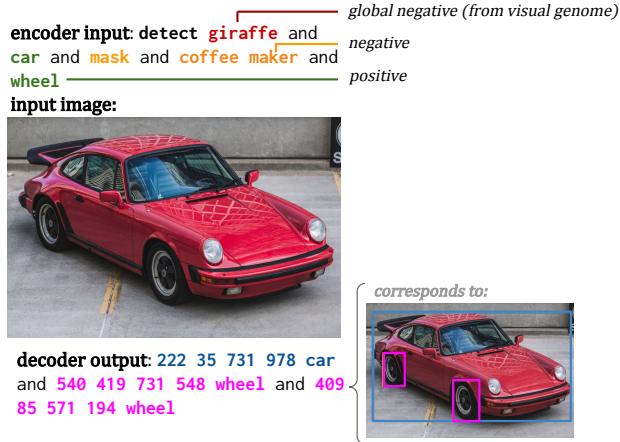 global negative (from visual genome)
encoder input: detect giraffe and
negative
car and mask and coffee maker and
positive
wheel
input image:
S
corresponds to:
decoder output: 222 35 731 978 car
and 540 419 731 548 wheel and 409
85 571 194 wheel